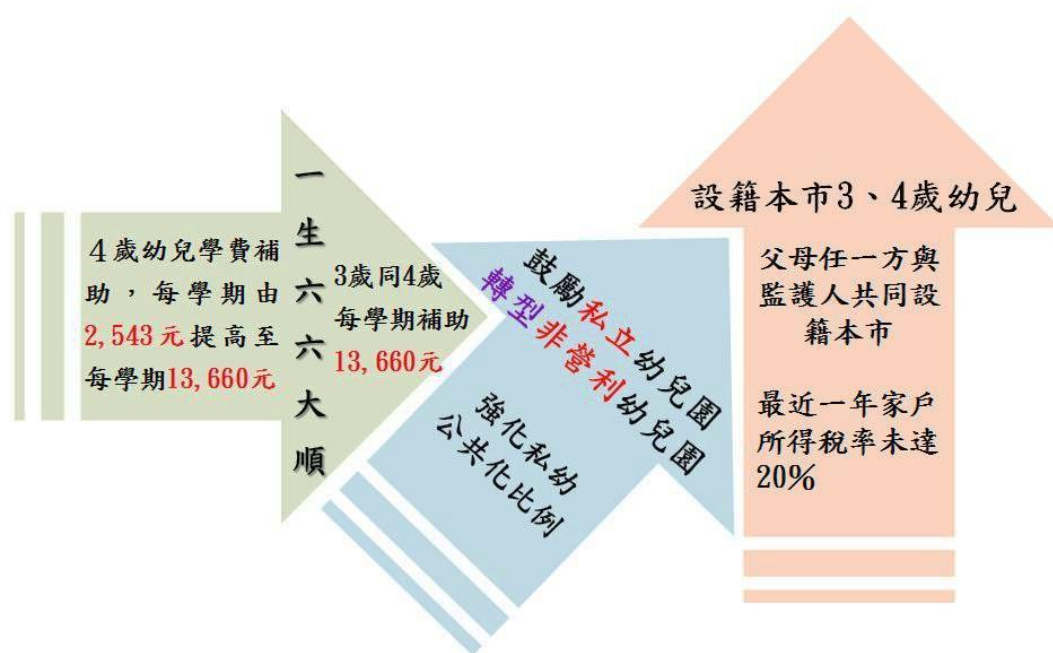 4歲幼兒學費補
助，每學期由
2,543元提高至
每學期13,660元
一生六六大順
3歲同4歲
每學期補助
13,660元
鼓勵私立幼兒園
轉型非營利幼兒園
強化私幼
公共化比例
設籍本市3、4歲幼兒
父母任一方與
監護人共同設
籍本市
最近一年家戶
所得稅率未達
20%